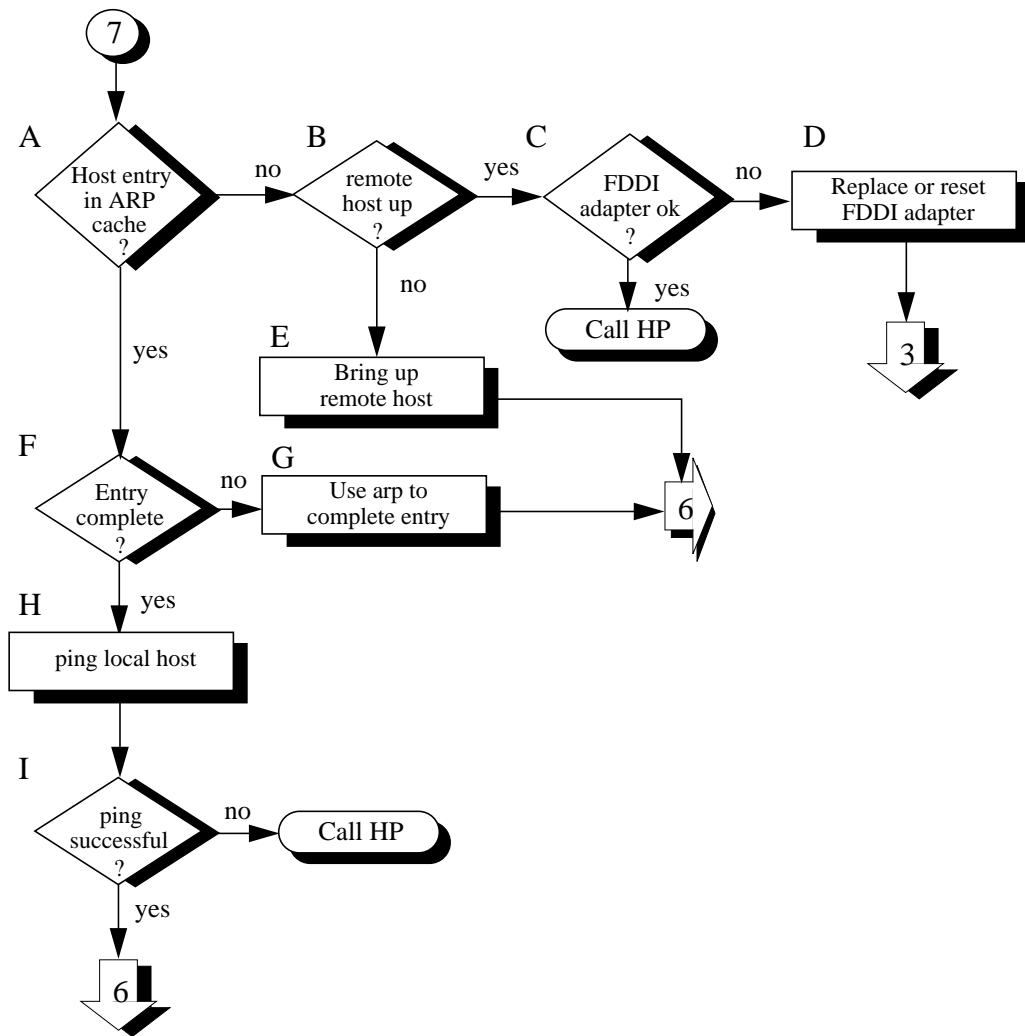 7
A
B
C
D
Host entry
in ARP
cache
?
no
remote
host up
?
yes
FDDI
adapter ok
?
no
Replace or reset
FDDI adapter
yes
no
yes
E
Bring up
remote host
Call HP
3
F
Entry
complete
?
no
G
Use arp to
complete entry
6
yes
H
ping local host
I
ping
successful
?
no
Call HP
yes
6